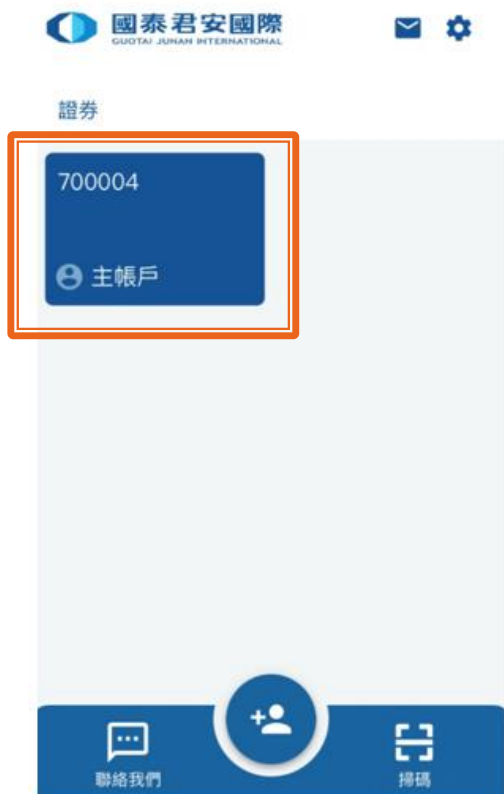 國泰君安國際
GUOTAI JUNAN INTERNATIONAL
證券
700004
主帳戶
聯絡我們
掃碼